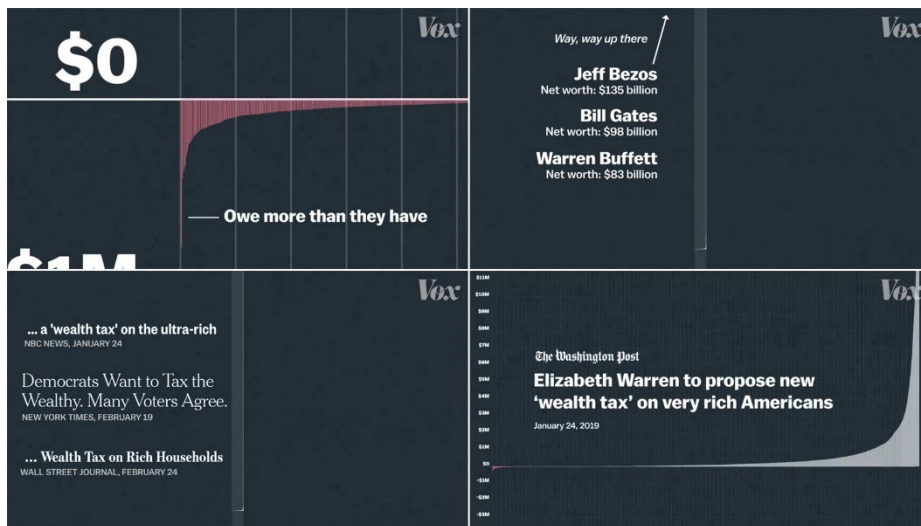 $0
Vox
Owe more than they have
$1M
Vox
Way, way up there
Jeff Bezos
Net worth: $135 billion
Bill Gates
Net worth: $98 billion
Warren Buffett
Net worth: $83 billion
Vox
... a 'wealth tax' on the ultra-rich
NBC NEWS, JANUARY 24
Democrats Want to Tax the
Wealthy. Many Voters Agree.
NEW YORK TIMES, FEBRUARY 19
... Wealth Tax on Rich Households
WALL STREET JOURNAL, FEBRUARY 24
Vox
$11M
$10M
$9M
$8M
$7M
$6M
$5M
$4M
$3M
$2M
$1M
$0
-$1M
-$2M
-$3M
The Washington Post
Elizabeth Warren to propose new
‘wealth tax’ on very rich Americans
January 24, 2019